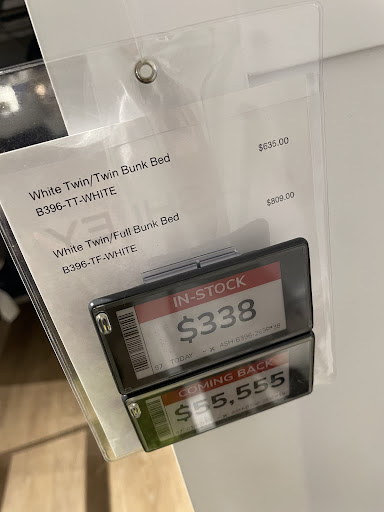 White Twin/Twin Bunk Bed $635.00
B396-TT-WHITE
White Twin/Full Bunk Bed $809.00
B396-TF-WHITE
IN-STOCK
$338
TODAY
COMING BACK
$55,555